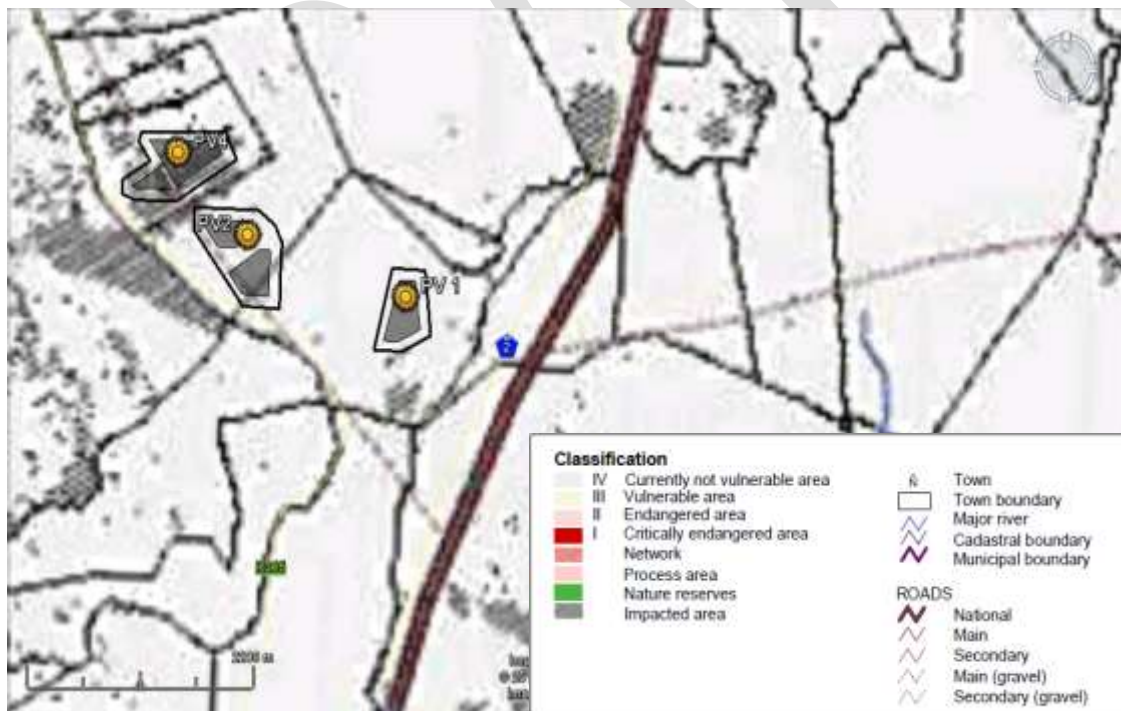 PV4
PV2
PV 1
2
Classification
IV Currently not vulnerable area
III Vulnerable area
II Endangered area
I Critically endangered area
Network
Process area
Nature reserves
Impacted area
Town
Town boundary
Major river
Cadastral boundary
Municipal boundary
ROADS
National
Main
Secondary
Main (gravel)
Secondary (gravel)